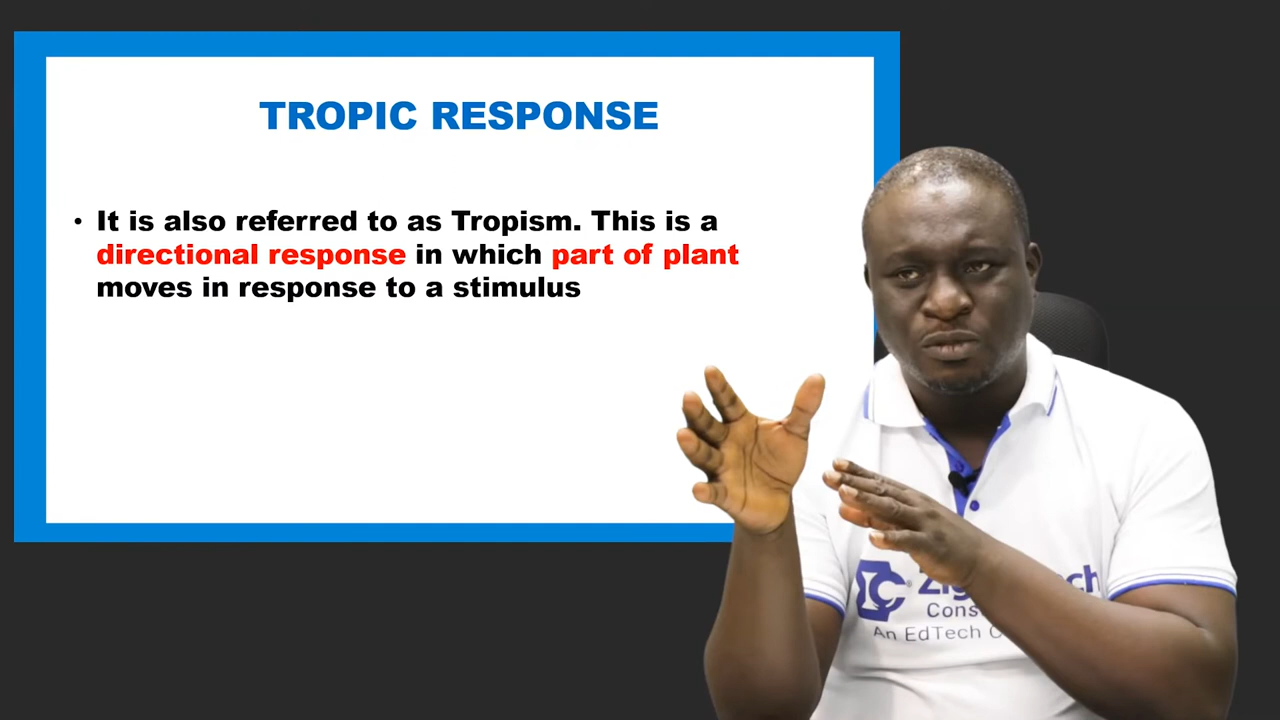 TROPIC RESPONSE
• It is also referred to as Tropism. This is a
directional response in which part of plant
moves in response to a stimulus
An EdTech